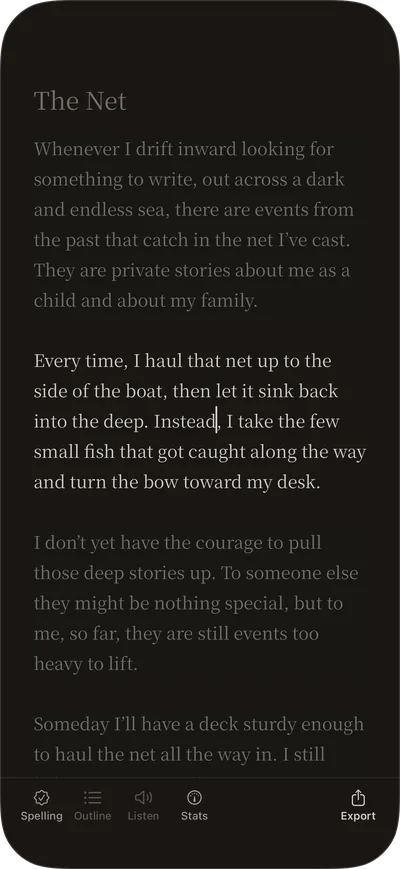 The Net
Whenever I drift inward looking for
something to write, out across a dark
and endless sea, there are events from
the past that catch in the net I’ve cast.
They are private stories about me as a
child and about my family.
Every time, I haul that net up to the
side of the boat, then let it sink back
into the deep. Instead, I take the few
small fish that got caught along the way
and turn the bow toward my desk.
I don’t yet have the courage to pull
those deep stories up. To someone else
they might be nothing special, but to
me, so far, they are still events too
heavy to lift.
Someday I’ll have a deck sturdy enough
to haul the net all the way in. I still
Spelling Outline Listen Stats Export